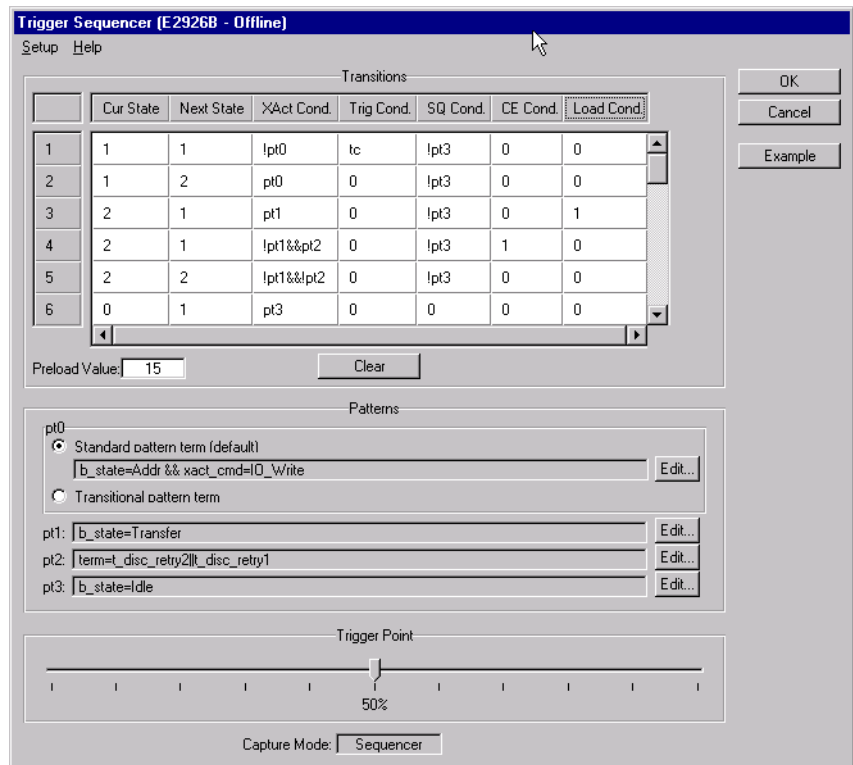 Trigger Sequencer (E2926B - Offline)
Setup Help
Transitions
Cur State Next State XAct Cond. Trig Cond. SQ Cond. CE Cond. Load Cond.
1 1 1 !pt0 tc !pt3 0 0
2 1 2 pt0 0 !pt3 0 0
3 2 1 pt1 0 !pt3 0 1
4 2 1 !pt1&&pt2 0 !pt3 1 0
5 2 2 !pt1&&!pt2 0 !pt3 0 0
6 0 1 pt3 0 0 0 0
Preload Value: 15 Clear
OK
Cancel
Example
Patterns
pt0
Standard pattern term (default)
b_state=Addr && xact_cmd=IO_Write Edit...
Transitional pattern term
pt1: b_state=Transfer Edit...
pt2: term=t_disc_retry2||t_disc_retry1 Edit...
pt3: b_state=Idle Edit...
Trigger Point
50%
Capture Mode: Sequencer